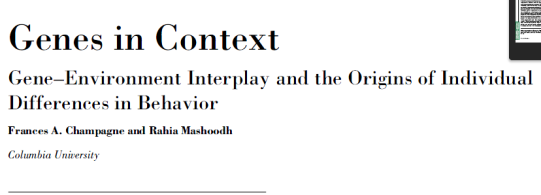 Genes in Context
Gene–Environment Interplay and the Origins of Individual
Differences in Behavior
Frances A. Champagne and Rahia Mashoodh
Columbia University